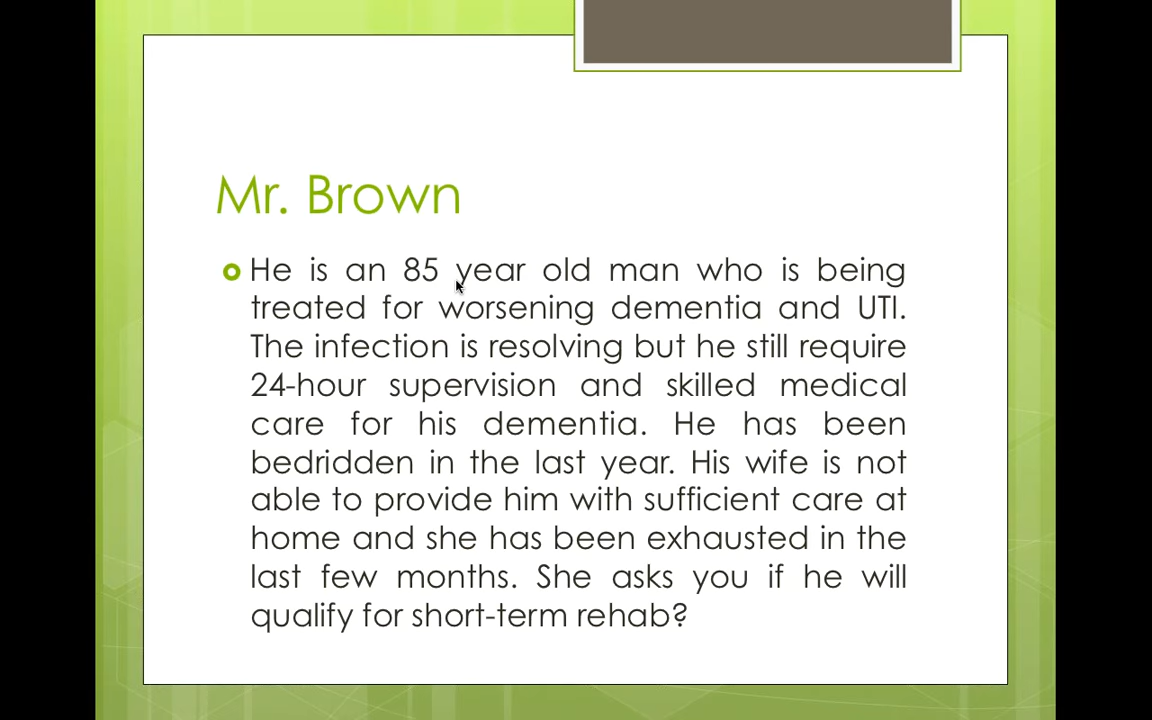 Mr. Brown
He is an 85 year old man who is being
treated for worsening dementia and UTI.
The infection is resolving but he still require
24-hour supervision and skilled medical
care for his dementia. He has been
bedridden in the last year. His wife is not
able to provide him with sufficient care at
home and she has been exhausted in the
last few months. She asks you if he will
qualify for short-term rehab?